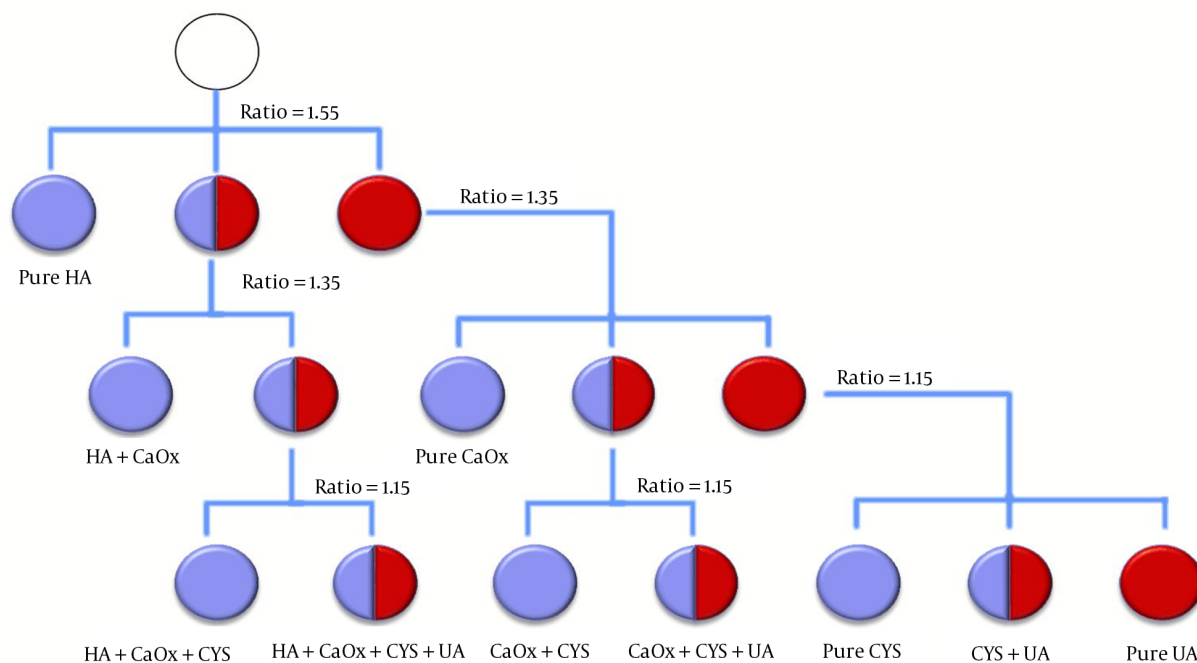 Ratio = 1.55
Ratio = 1.35
Pure HA
Ratio = 1.35
Ratio = 1.15
HA + CaOx
Pure CaOx
Ratio = 1.15
Ratio = 1.15
HA + CaOx + CYS
HA + CaOx + CYS + UA
CaOx + CYS
CaOx + CYS + UA
Pure CYS
CYS + UA
Pure UA